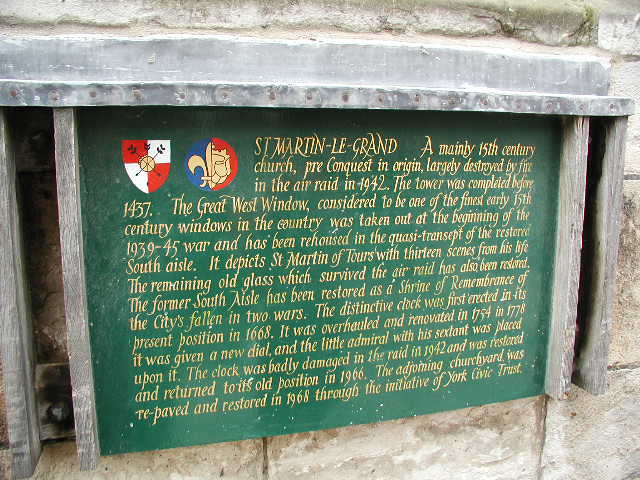 ST MARTIN-LE-GRAND A mainly 15th century
church, pre Conquest in origin, largely destroyed by fire
in the air raid in 1942. The tower was completed before
1437. The Great West Window, considered to be one of the finest early 15th
century windows in the country was taken out at the beginning of the
1939-45 war and has been rehoused in the quasi-transept of the restored
South aisle. It depicts St Martin of Tours with thirteen scenes from his life
The remaining old glass which survived the air raid has also been restored.
The former South Aisle has been restored as a Shrine of Remembrance of
the City's fallen in two wars. The distinctive clock was first erected in its
present position in 1668. It was overhauled and renovated in 1754 in 1778
it was given a new dial, and the little admiral with his sextant was placed
upon it. The clock was badly damaged in the raid in 1942 and was restored
and returned to its old position in 1966. The adjoining churchyard was
re-paved and restored in 1968 through the initiative of York Civic Trust.